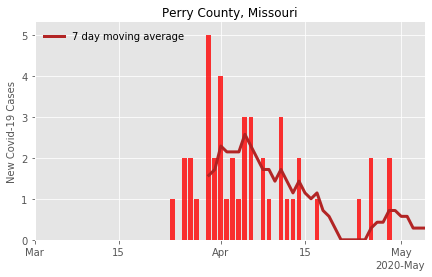 Perry County, Missouri
7 day moving average
New Covid-19 Cases
5
4
3
2
1
0
Mar
15
Apr
15
May
2020-May